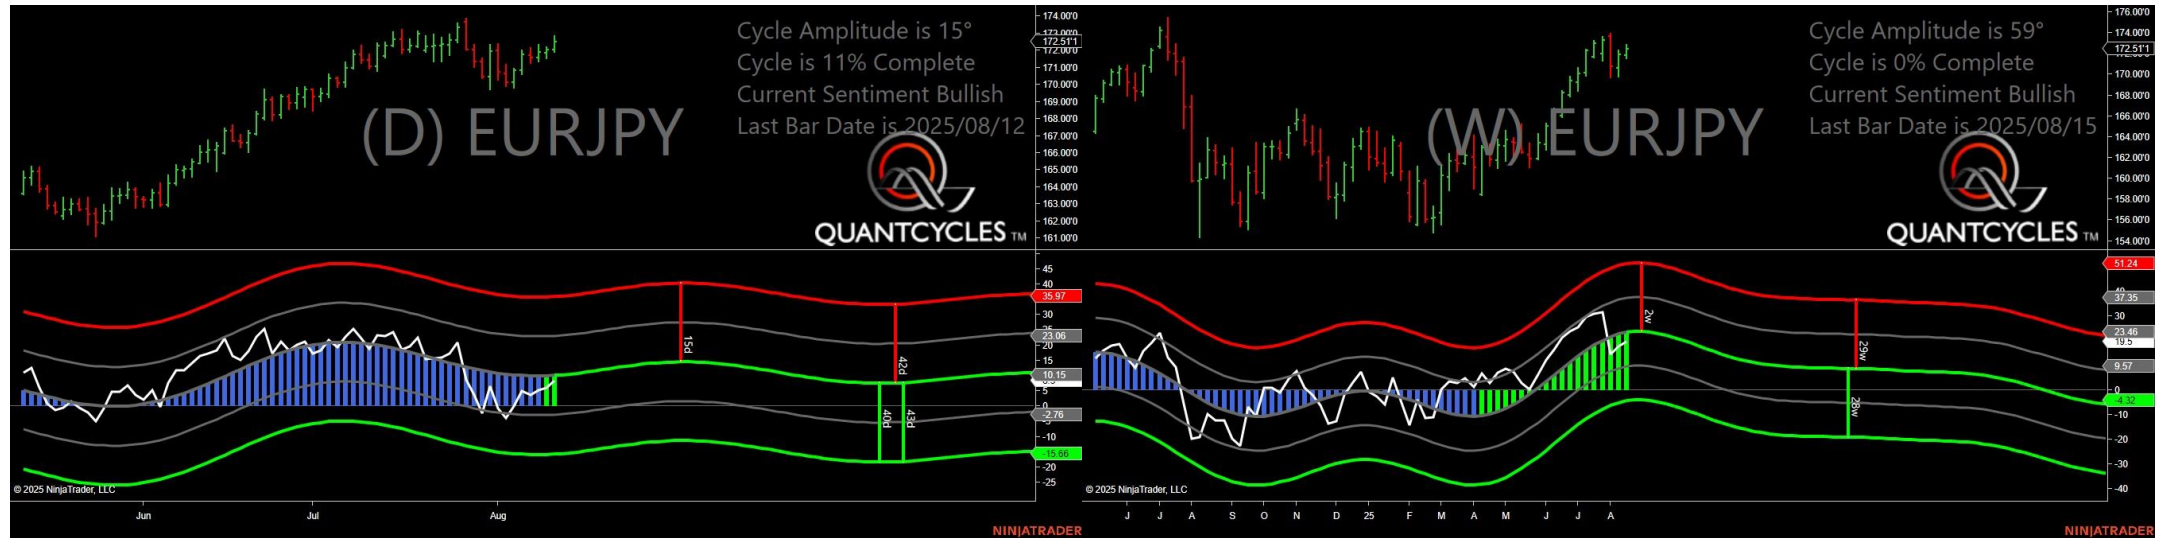 Cycle Amplitude is 15°
Cycle is 11% Complete
Current Sentiment Bullish
Last Bar Date is 2025/08/12
(D) EURJPY
QUANTCYCLES TM
174.00'0
173.00'0
172.51'1
172.00'0
171.00'0
170.00'0
169.00'0
168.00'0
167.00'0
166.00'0
165.00'0
164.00'0
163.00'0
162.00'0
161.00'0
45
40
35.97
30
25
23.06
20
15
10.15
5
0
-2.76
-5
-10
-15.66
-20
-25
15d
42d
40d
43d
© 2025 NinjaTrader, LLC
Jun Jul Aug
NINJATRADER
Cycle Amplitude is 59°
Cycle is 0% Complete
Current Sentiment Bullish
Last Bar Date is 2025/08/15
(W) EURJPY
QUANTCYCLES TM
176.00'0
174.00'0
172.51'1
170.00'0
168.00'0
166.00'0
164.00'0
162.00'0
160.00'0
158.00'0
156.00'0
154.00'0
51.24
40
37.35
30
23.46
19.5
9.57
0
-4.32
-10
-20
-30
-40
2w
29w
28w
© 2025 NinjaTrader, LLC
J J A S O N D 25 F M A M J J A
NINJATRADER